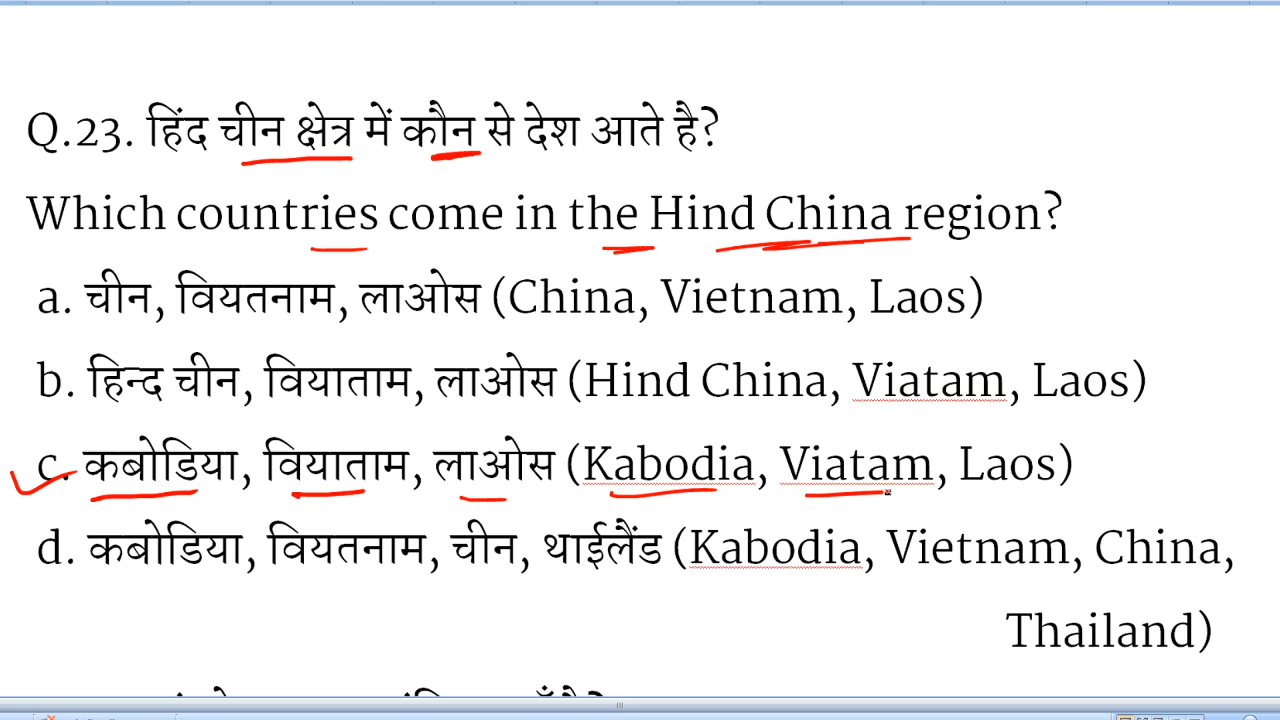 Q.23. हिंद चीन क्षेत्र में कौन से देश आते है?
Which countries come in the Hind China region?
a. चीन, वियतनाम, लाओस (China, Vietnam, Laos)
b. हिन्द चीन, वियाताम, लाओस (Hind China, Viatam, Laos)
c. कबोडिया, वियाताम, लाओस (Kabodia, Viatam, Laos)
d. कबोडिया, वियतनाम, चीन, थाईलैंड (Kabodia, Vietnam, China,
Thailand)